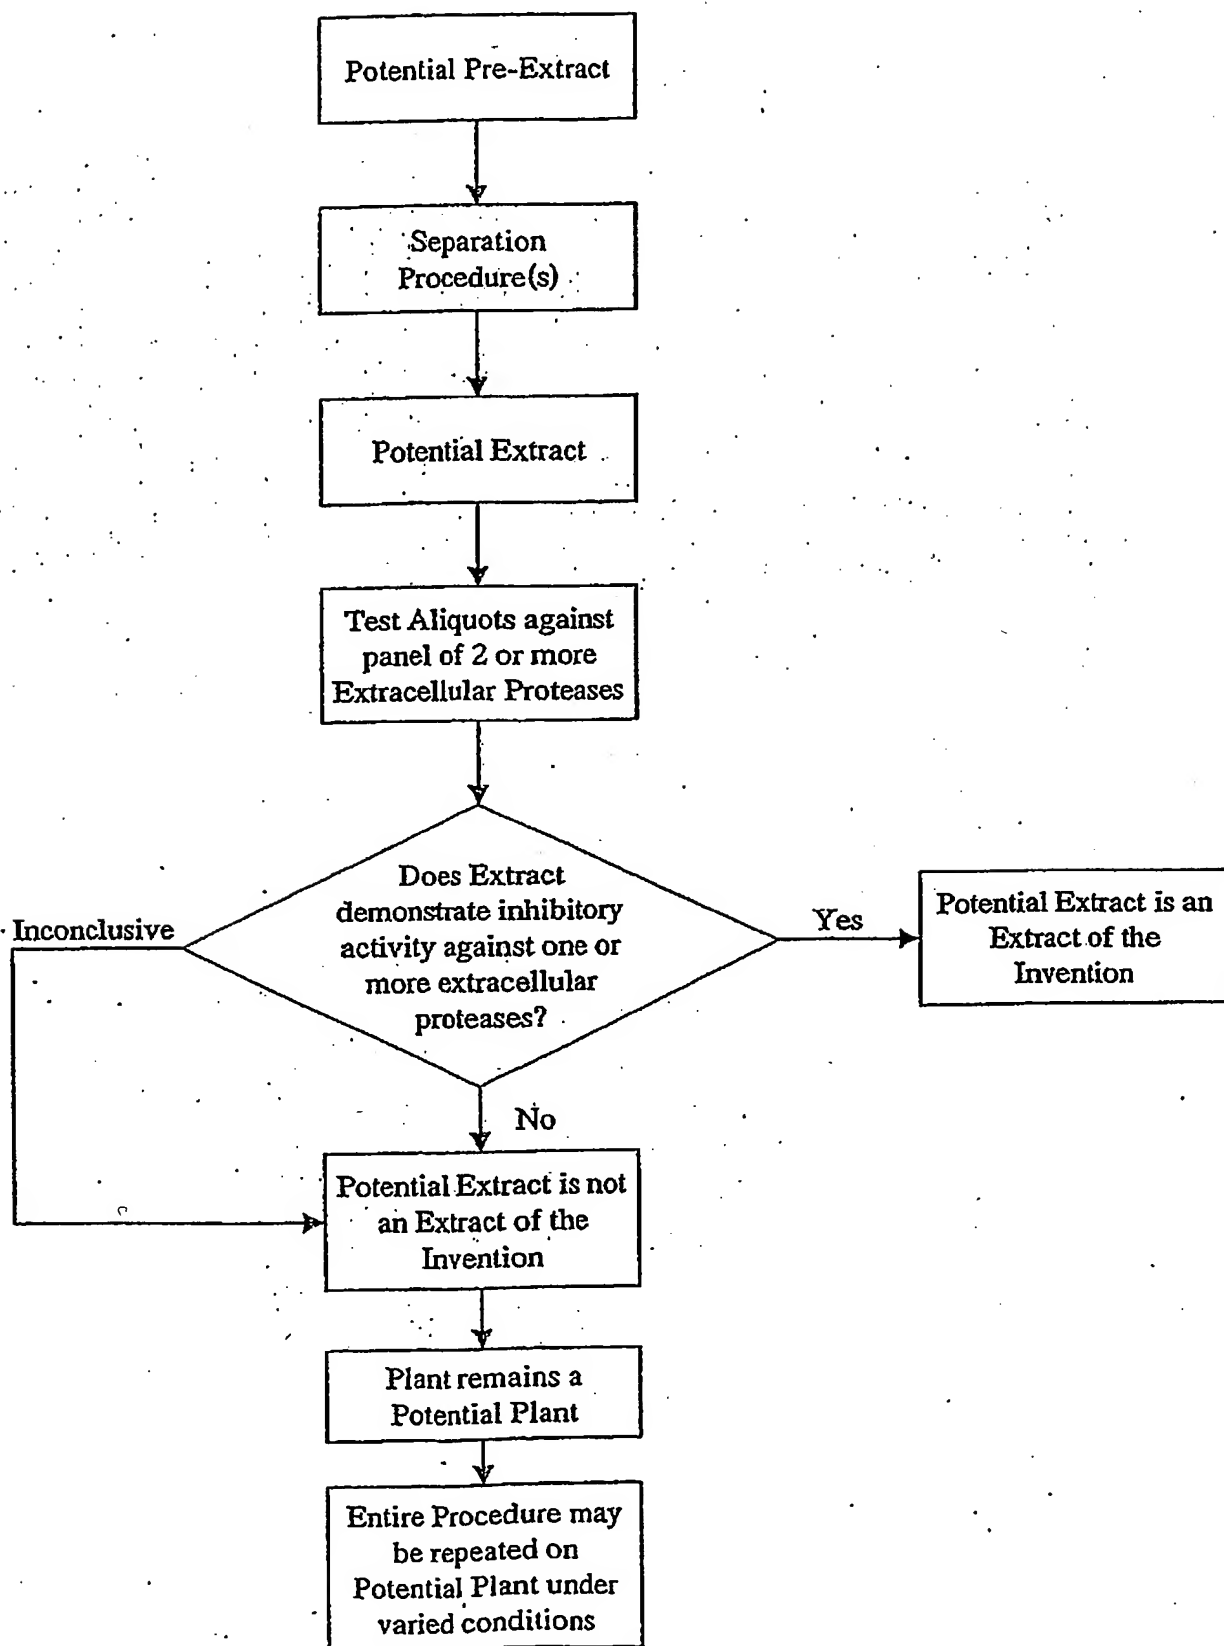 Potential Pre-Extract
Separation
Procedure(s)
Potential Extract
Test Aliquots against
panel of 2 or more
Extracellular Proteases
Does Extract
demonstrate inhibitory
activity against one or
more extracellular
proteases?
Inconclusive
Yes
Potential Extract is an
Extract of the
Invention
No
Potential Extract is not
an Extract of the
Invention
Plant remains a
Potential Plant
Entire Procedure may
be repeated on
Potential Plant under
varied conditions